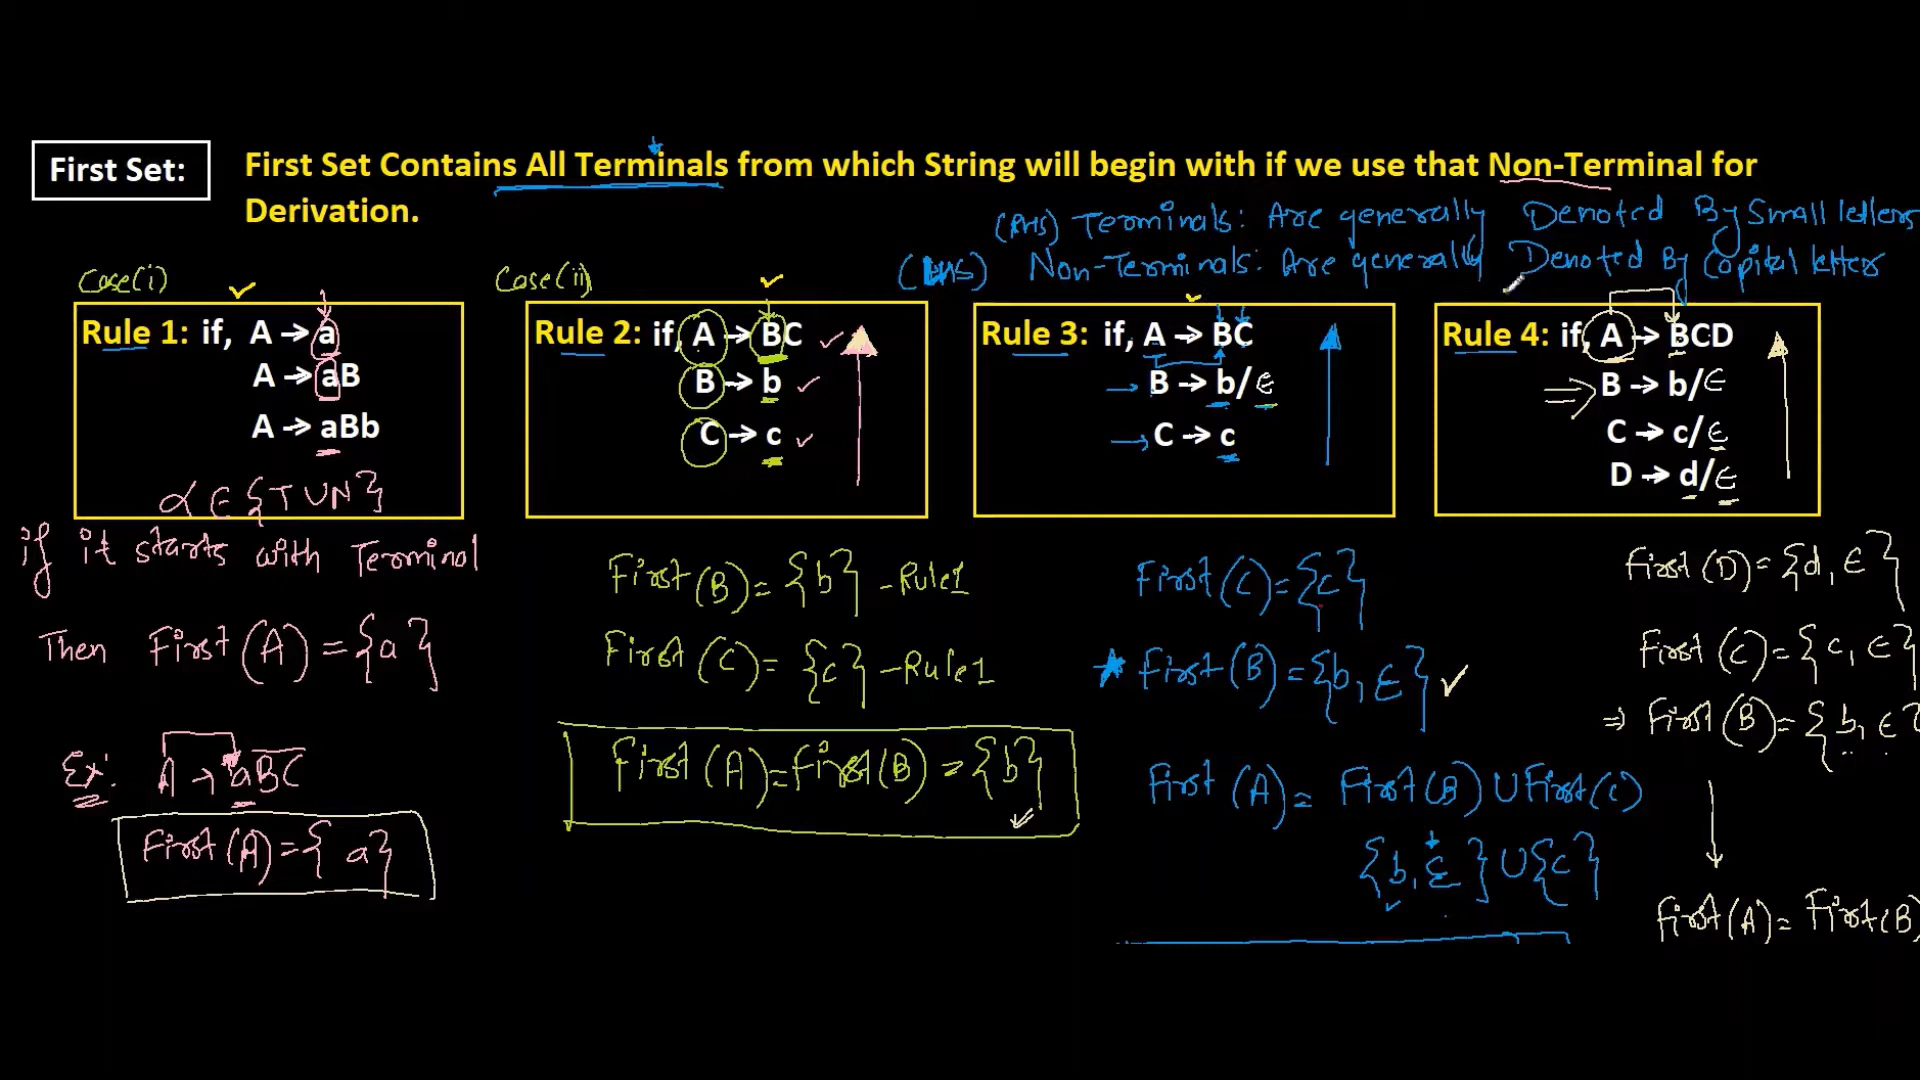 First Set:
First Set Contains All Terminals from which String will begin with if we use that Non-Terminal for
Derivation.
(RHS) Terminals: Are generally Denoted By Small letters
(LHS) Non-Terminals: Are generally Denoted By Capital letters
Case(i)
Rule 1: if, A → a
A → aB
A → aBb
α ∈ {T ∪ N}
if it starts with Terminal
Then First(A) = {a}
Ex: A → aBC
First(A) = {a}
Case(ii)
Rule 2: if, A → BC
B → b
C → c
First(B) = {b} - Rule1
First(C) = {c} - Rule1
First(A) = First(B) = {b}
Rule 3: if, A → BC
→ B → b/ε
→ C → c
First(C) = {c}
* First(B) = {b, ε}
First(A) = First(B) ∪ First(C)
{b, ε} ∪ {c}
Rule 4: if, A → BCD
⇒ B → b/ε
C → c/ε
D → d/ε
First(D) = {d, ε}
First(C) = {c, ε}
⇒ First(B) = {b, ε}
First(A) = First(B)